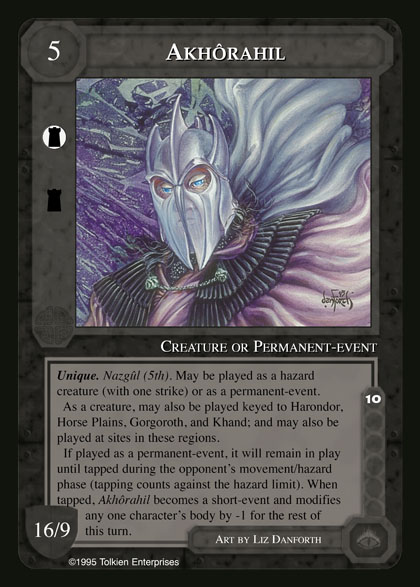 5
AKHÔRAHIL
danforth
CREATURE OR PERMANENT-EVENT
Unique. Nazgûl (5th). May be played as a hazard
creature (with one strike) or as a permanent-event.
As a creature, may also be played keyed to Harondor,
Horse Plains, Gorgoroth, and Khand; and may also be
played at sites in these regions.
If played as a permanent-event, it will remain in play
until tapped during the opponent's movement/hazard
phase (tapping counts against the hazard limit). When
tapped, Akhôrahil becomes a short-event and modifies
any one character's body by -1 for the rest of
this turn.
10
16/9
ART BY LIZ DANFORTH
©1995 Tolkien Enterprises